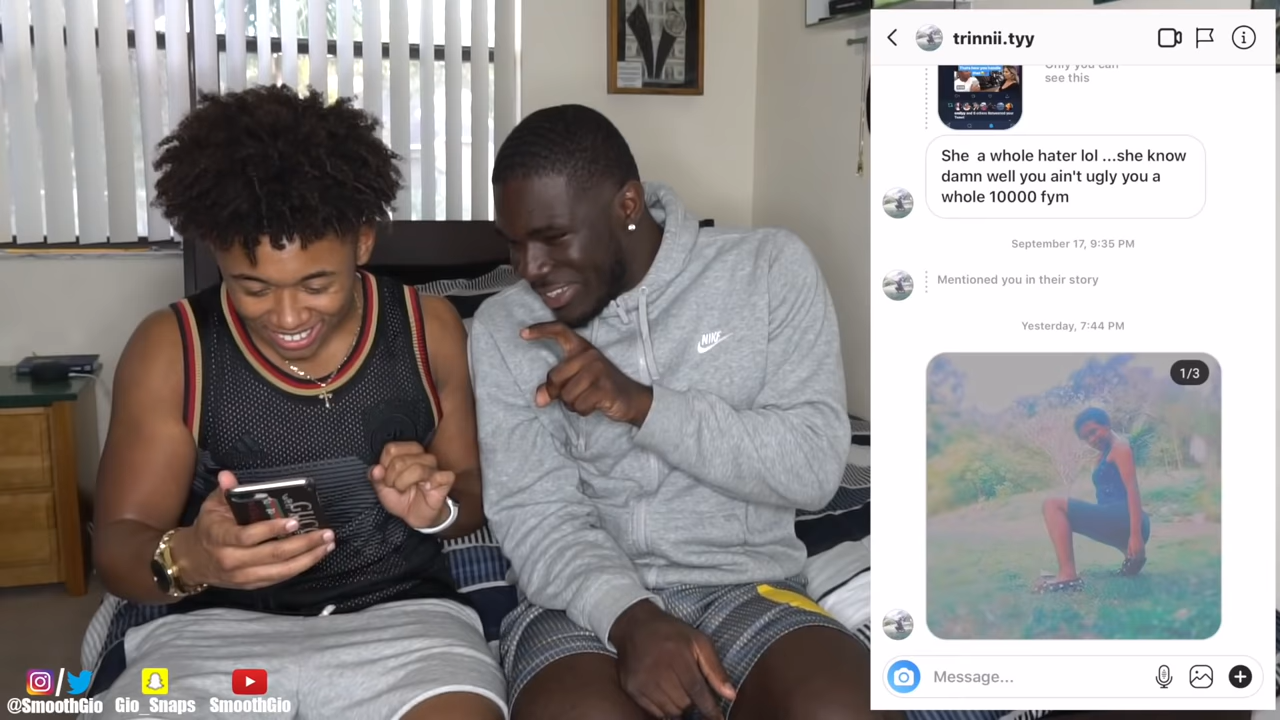 trinnii.tyy
Only you can
see this
She a whole hater lol ...she know
damn well you ain't ugly you a
whole 10000 fym
September 17, 9:35 PM
Mentioned you in their story
Yesterday, 7:44 PM
1/3
Message...
NIKE
GUCCI
@SmoothGio
Gio_Snaps
SmoothGio